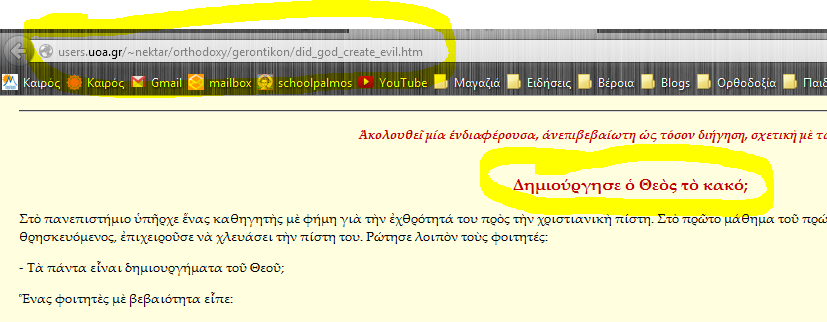 users.uoa.gr/~nektar/orthodoxy/gerontikon/did_god_create_evil.htm
Καιρός Καιρός Gmail mailbox schoolpalmos YouTube Μαγαζιά Ειδήσεις Βέροια Blogs Ορθοδοξία Παιδ
Ἀκολουθεῖ μία ἐνδιαφέρουσα, ἀνεπιβεβαίωτη ὡς τόσον διήγηση, σχετικὴ μὲ τ
Δημιούργησε ὁ Θεὸς τὸ κακό;
Στὸ πανεπιστήμιο ὑπῆρχε ἕνας καθηγητὴς μὲ φήμη γιὰ τὴν ἐχθρότητά του πρὸς τὴν χριστιανικὴ πίστη. Στὸ πρῶτο μάθημα τοῦ πρώ
θρησκευόμενος, ἐπιχειροῦσε νὰ χλευάσει τὴν πίστη του. Ρώτησε λοιπὸν τοὺς φοιτητές:
- Τὰ πάντα εἶναι δημιουργήματα τοῦ Θεοῦ;
Ἕνας φοιτητὲς μὲ βεβαιότητα εἶπε: